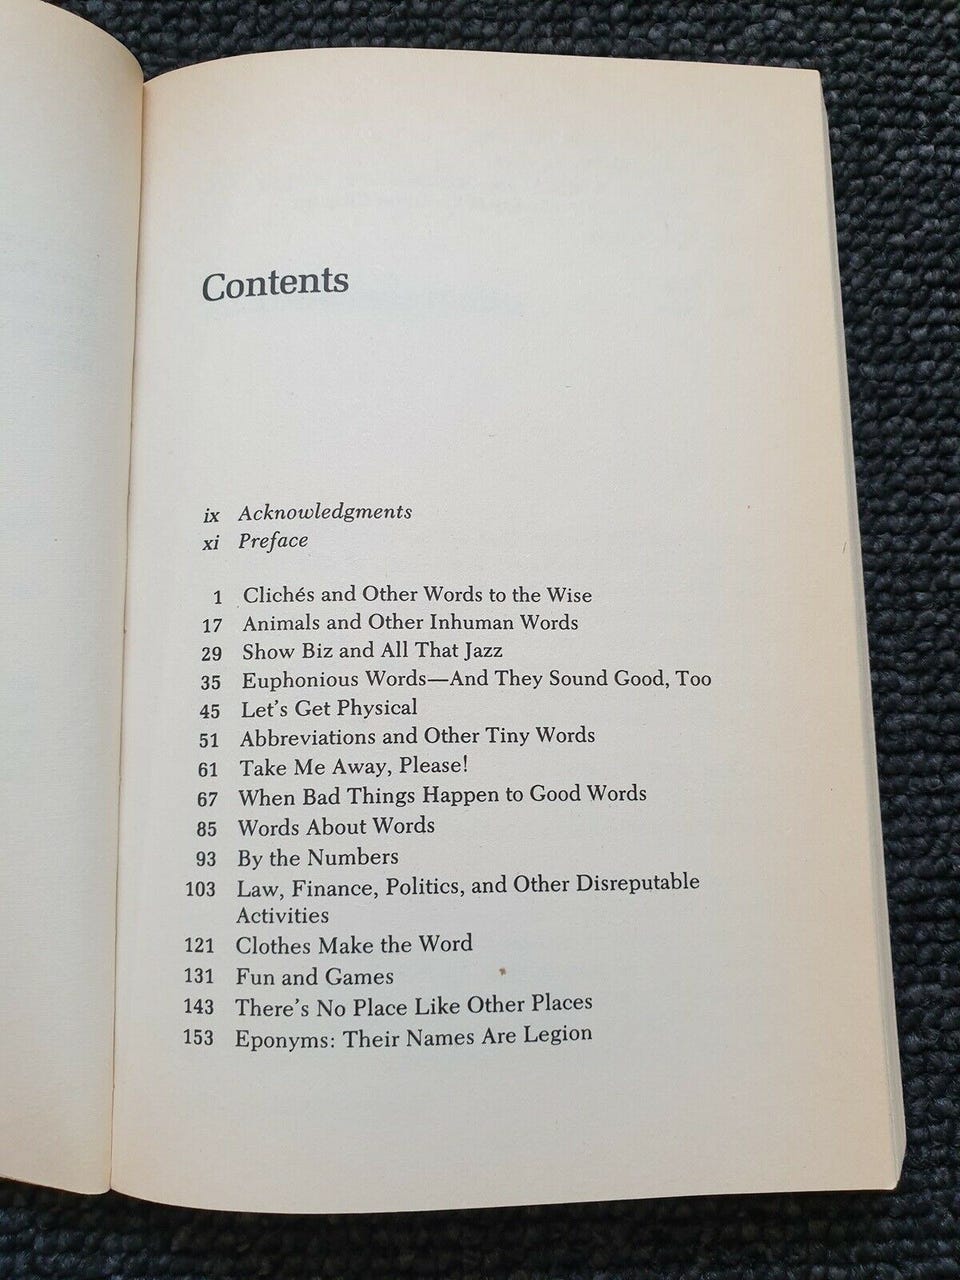 Contents
ix Acknowledgments
xi Preface
1 Clichés and Other Words to the Wise
17 Animals and Other Inhuman Words
29 Show Biz and All That Jazz
35 Euphonious Words—And They Sound Good, Too
45 Let's Get Physical
51 Abbreviations and Other Tiny Words
61 Take Me Away, Please!
67 When Bad Things Happen to Good Words
85 Words About Words
93 By the Numbers
103 Law, Finance, Politics, and Other Disreputable
Activities
121 Clothes Make the Word
131 Fun and Games
143 There's No Place Like Other Places
153 Eponyms: Their Names Are Legion